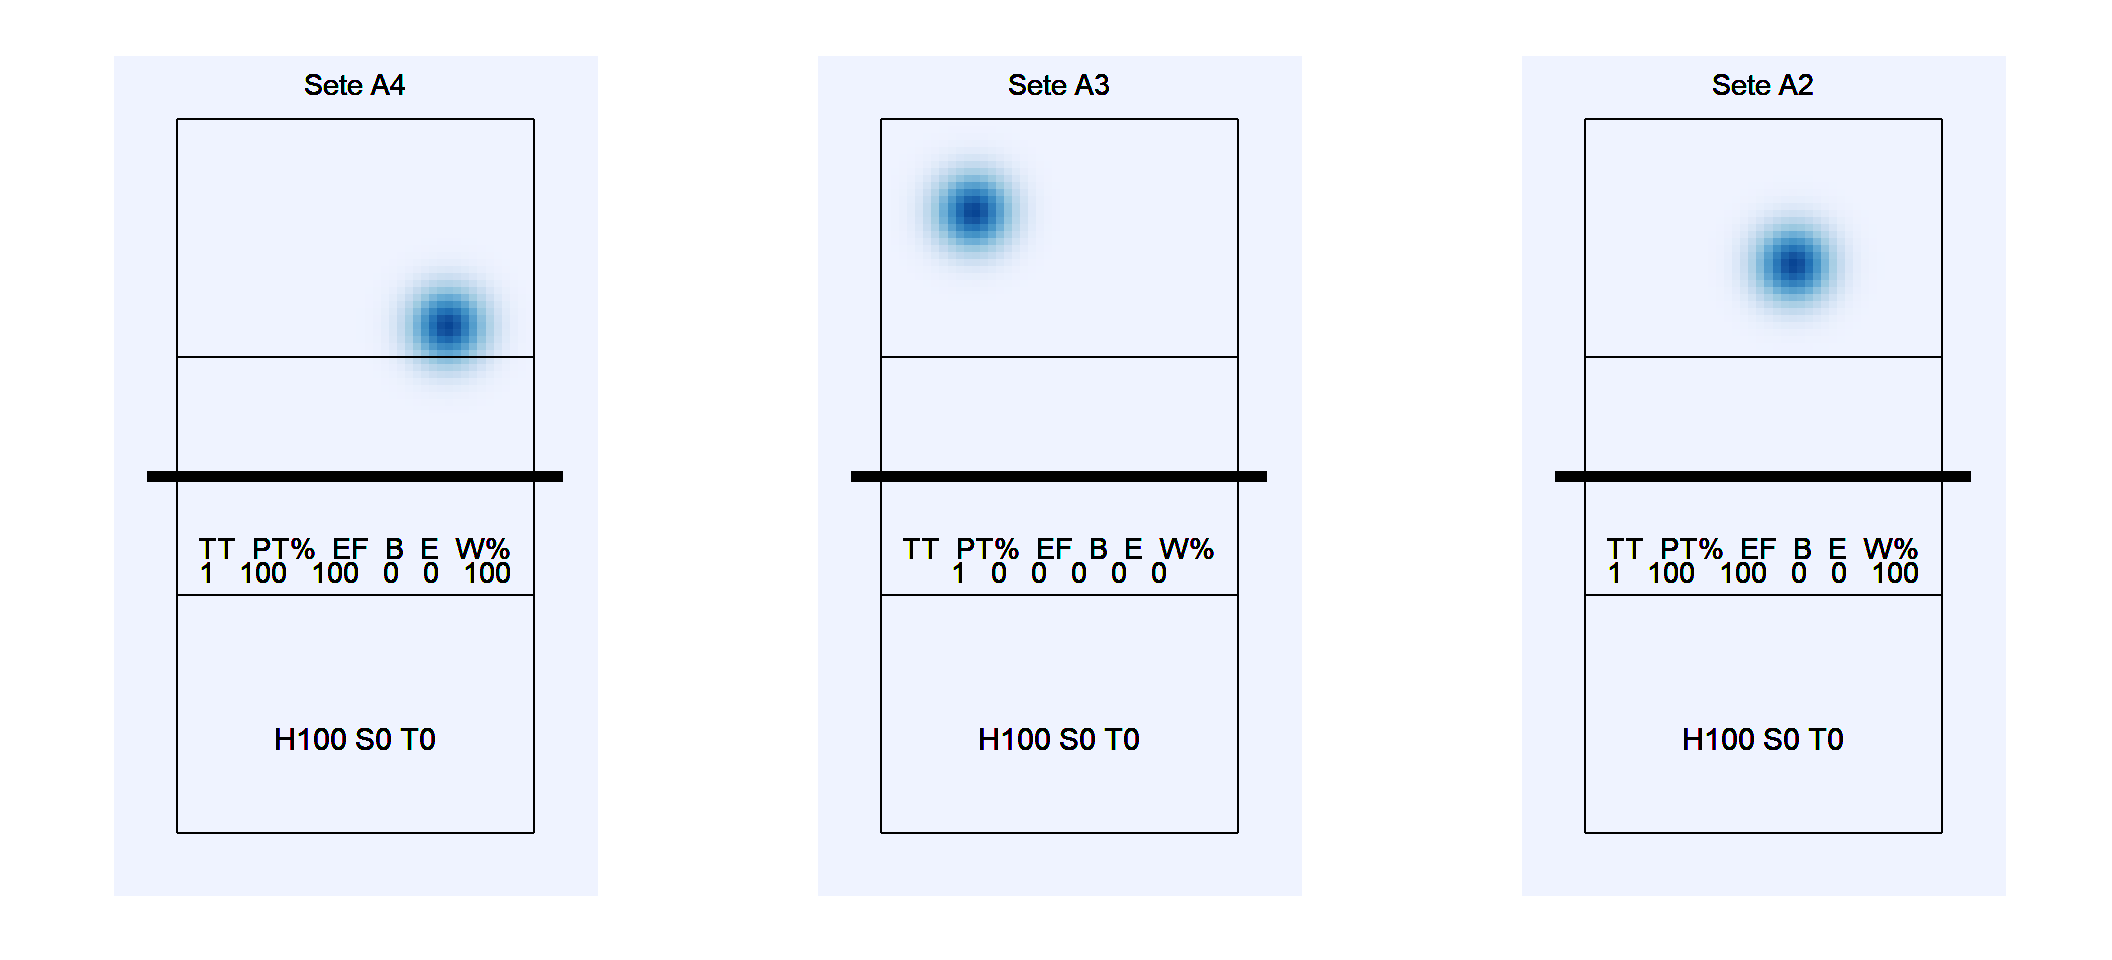 Sete A4
TT PT% EF B E W%
1 100 100 0 0 100
H100 S0 T0
Sete A3
TT PT% EF B E W%
1 0 0 0 0 0
H100 S0 T0
Sete A2
TT PT% EF B E W%
1 100 100 0 0 100
H100 S0 T0